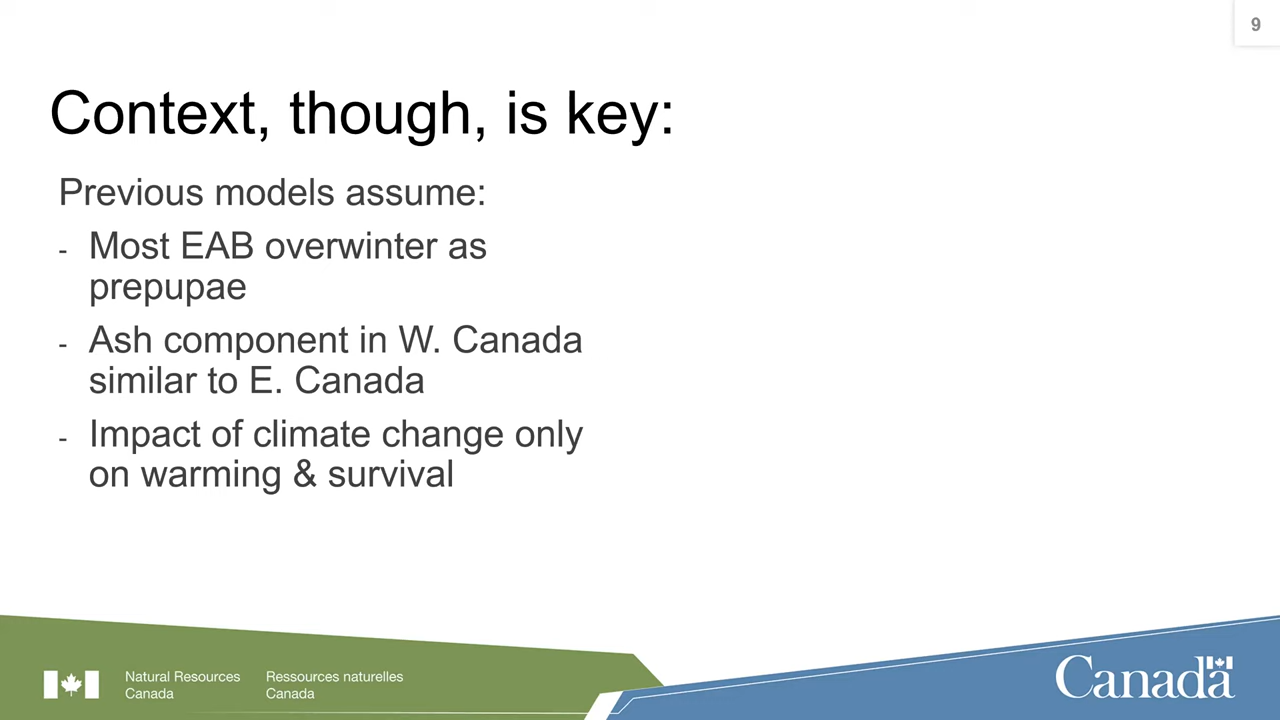 9
Context, though, is key:
Previous models assume:
- Most EAB overwinter as
prepupae
- Ash component in W. Canada
similar to E. Canada
- Impact of climate change only
on warming & survival
Natural Resources
Canada
Ressources naturelles
Canada
Canada